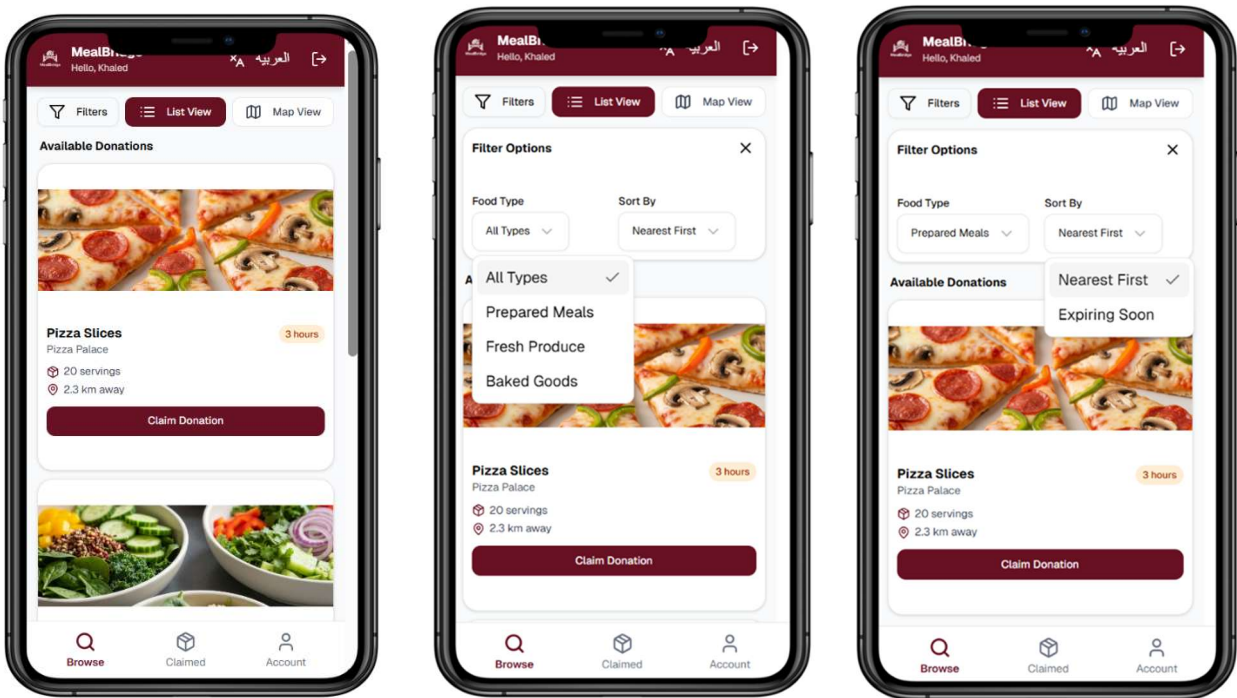 MealBr
Hello, Khaled
العربية
Filters
List View
Map View
Available Donations
Pizza Slices
3 hours
Pizza Palace
20 servings
2.3 km away
Claim Donation
Browse
Claimed
Account
MealBr
Hello, Khaled
العربية
Filters
List View
Map View
Filter Options
Food Type
Sort By
All Types
Nearest First
All Types
Prepared Meals
Fresh Produce
Baked Goods
A
Pizza Slices
3 hours
Pizza Palace
20 servings
2.3 km away
Claim Donation
Browse
Claimed
Account
MealBr
Hello, Khaled
العربية
Filters
List View
Map View
Filter Options
Food Type
Sort By
Prepared Meals
Nearest First
Available Donations
Nearest First
Expiring Soon
Pizza Slices
3 hours
Pizza Palace
20 servings
2.3 km away
Claim Donation
Browse
Claimed
Account